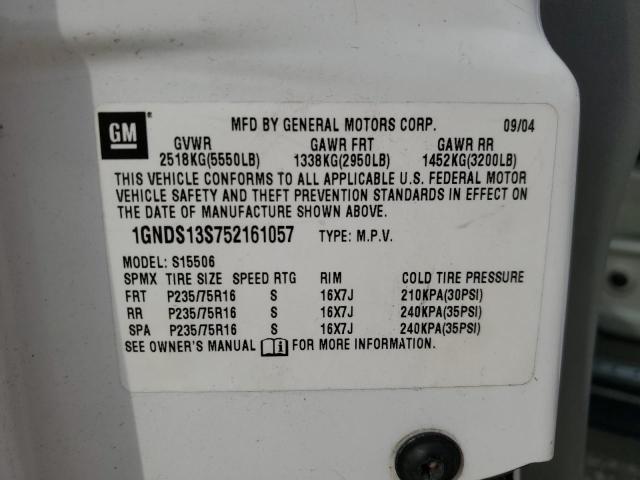 GM®
MFD BY GENERAL MOTORS CORP. 09/04
GVWR GAWR FRT GAWR RR
2518KG(5550LB) 1338KG(2950LB) 1452KG(3200LB)
THIS VEHICLE CONFORMS TO ALL APPLICABLE U.S. FEDERAL MOTOR
VEHICLE SAFETY AND THEFT PREVENTION STANDARDS IN EFFECT ON
THE DATE OF MANUFACTURE SHOWN ABOVE.
1GNDS13S752161057 TYPE: M.P.V.
MODEL: S15506
SPMX TIRE SIZE SPEED RTG RIM COLD TIRE PRESSURE
FRT P235/75R16 S 16X7J 210KPA(30PSI)
RR P235/75R16 S 16X7J 240KPA(35PSI)
SPA P235/75R16 S 16X7J 240KPA(35PSI)
SEE OWNER'S MANUAL i FOR MORE INFORMATION.